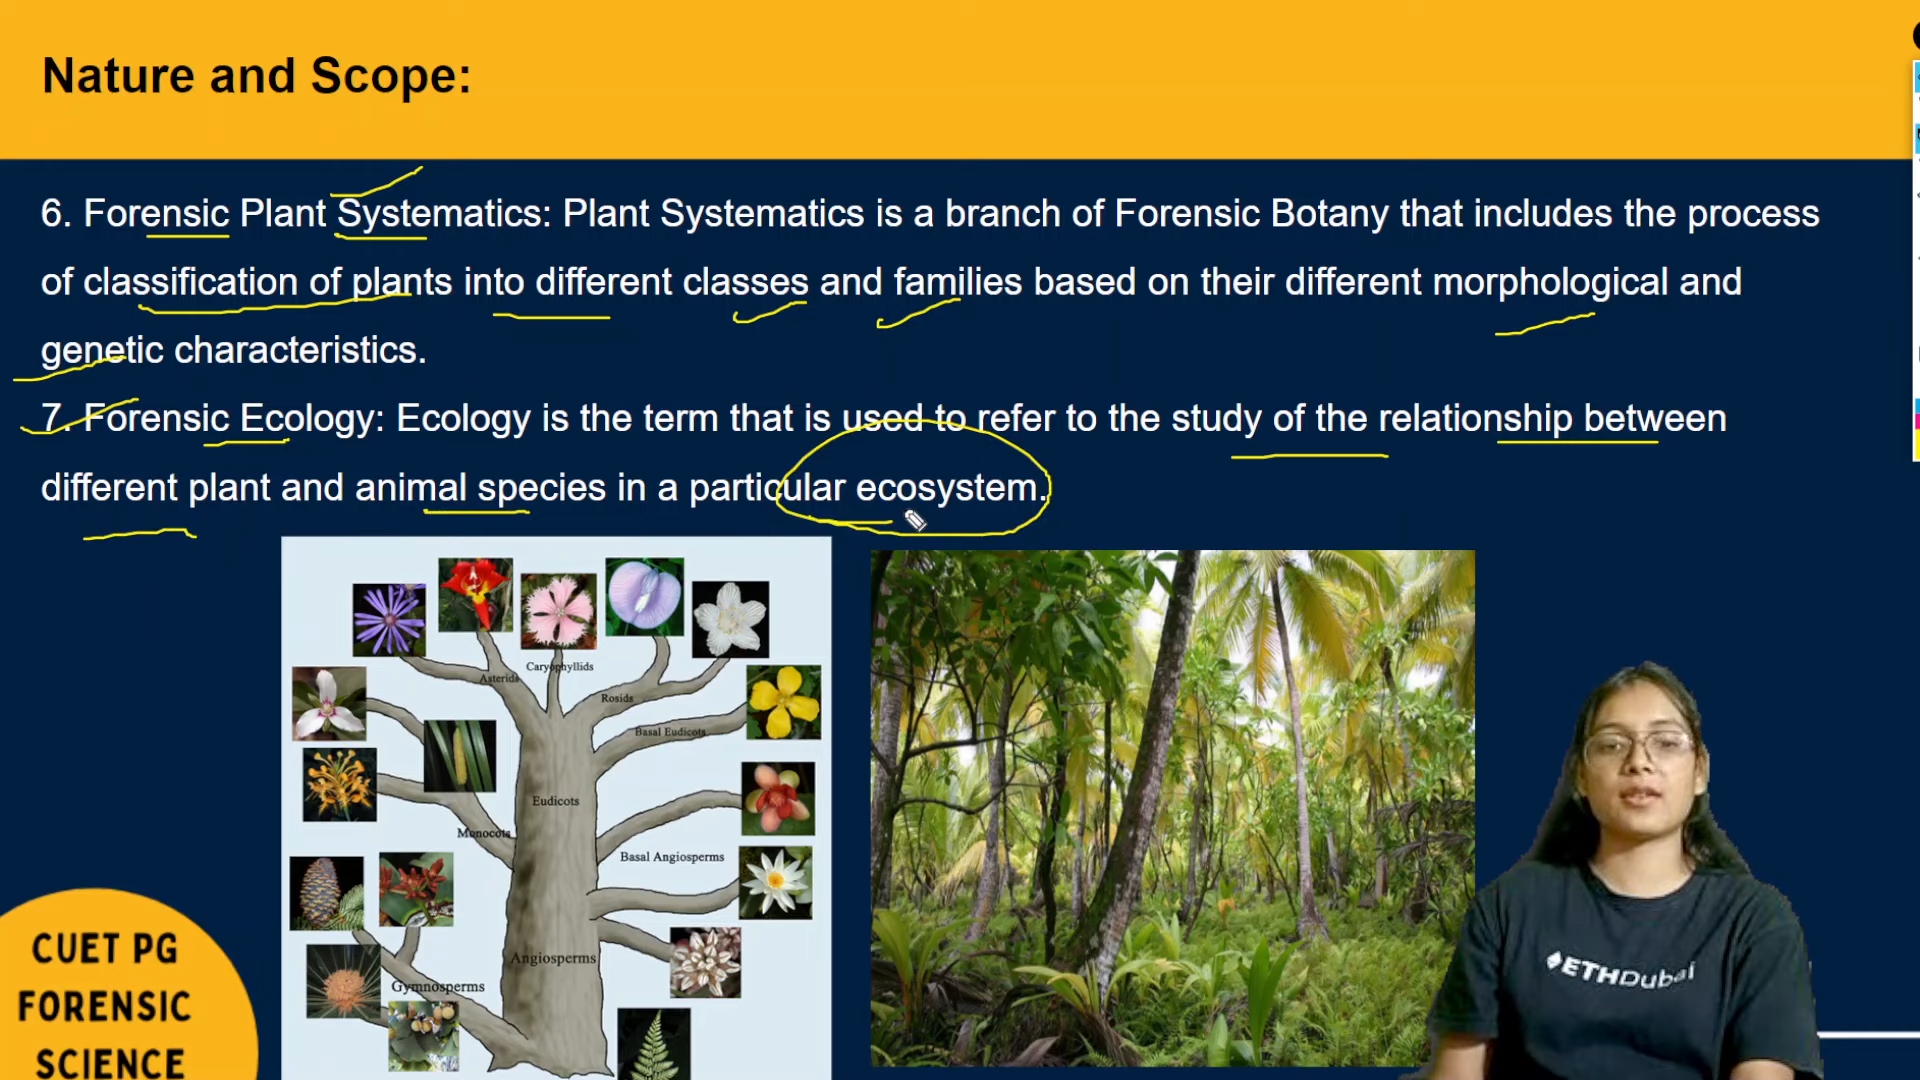 Nature and Scope:
6. Forensic Plant Systematics: Plant Systematics is a branch of Forensic Botany that includes the process
of classification of plants into different classes and families based on their different morphological and
genetic characteristics.
7. Forensic Ecology: Ecology is the term that is used to refer to the study of the relationship between
different plant and animal species in a particular ecosystem.
Caryophyllids
Asterids
Rosids
Basal Eudicots
Eudicots
Monocots
Basal Angiosperms
Angiosperms
Gymnosperms
CUET PG
FORENSIC
SCIENCE
ETHDubai